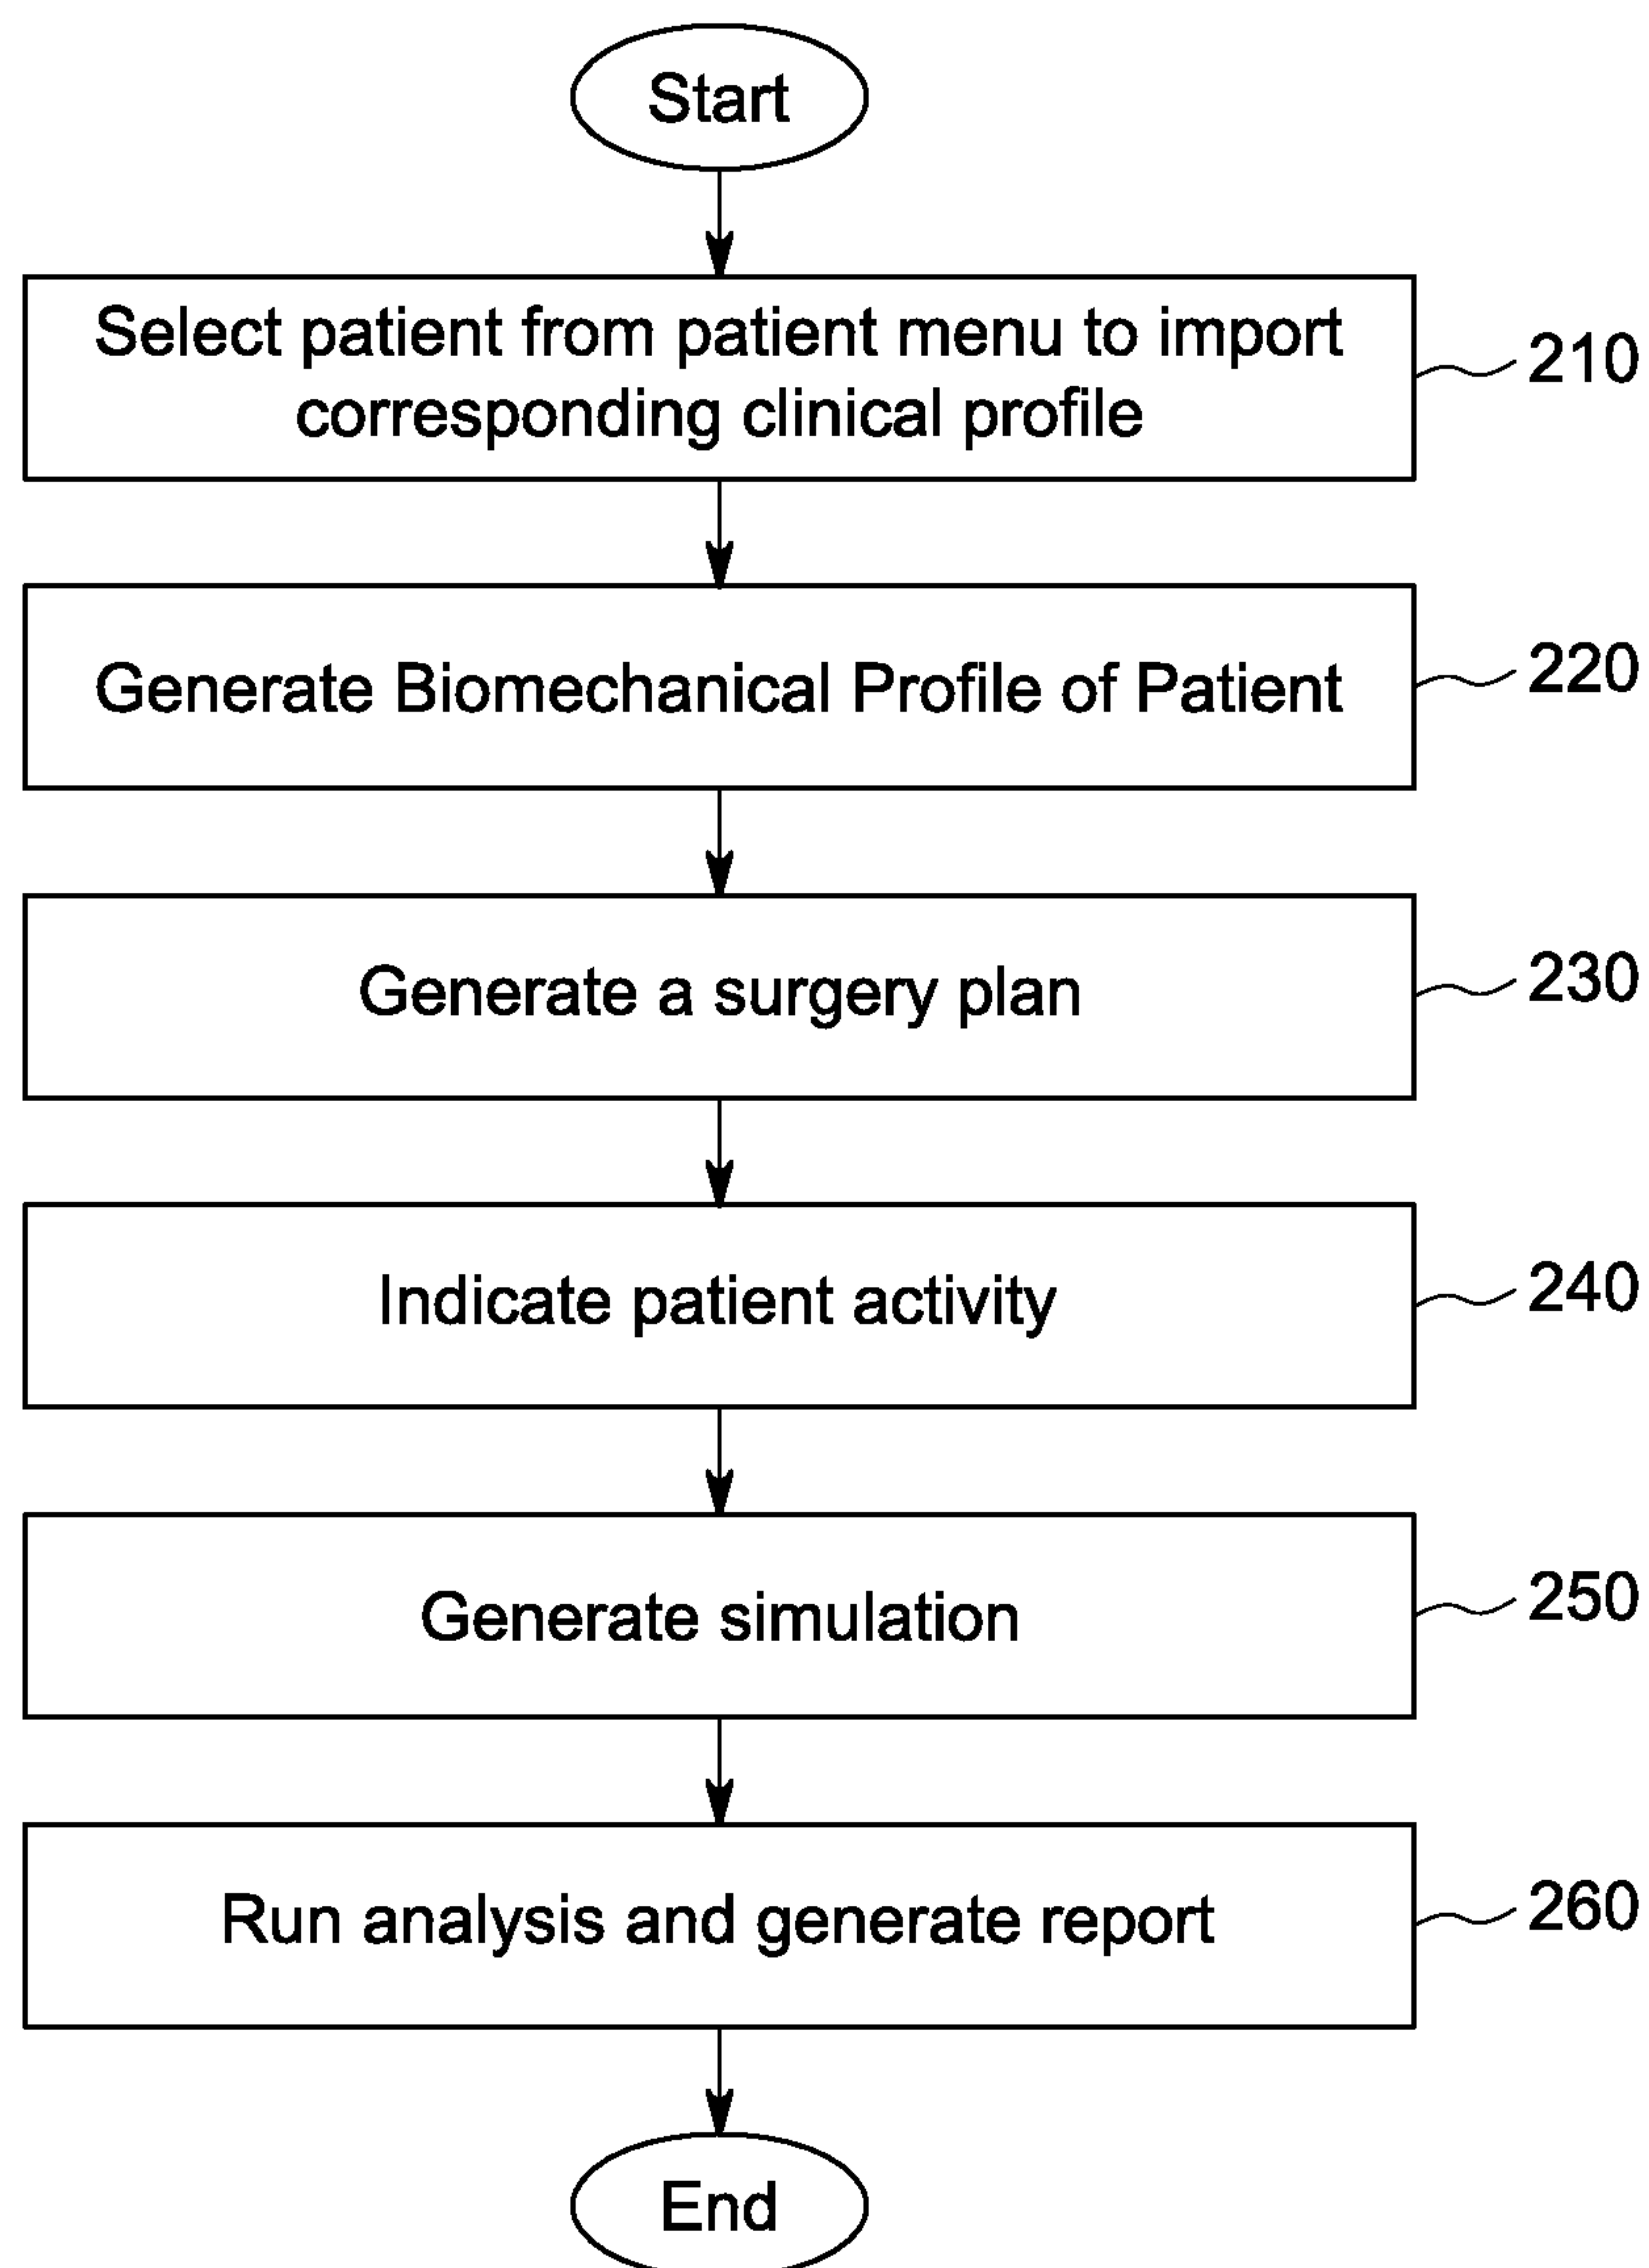 Start
Select patient from patient menu to import
corresponding clinical profile
210
Generate Biomechanical Profile of Patient
220
Generate a surgery plan
230
Indicate patient activity
240
Generate simulation
250
Run analysis and generate report
260
End